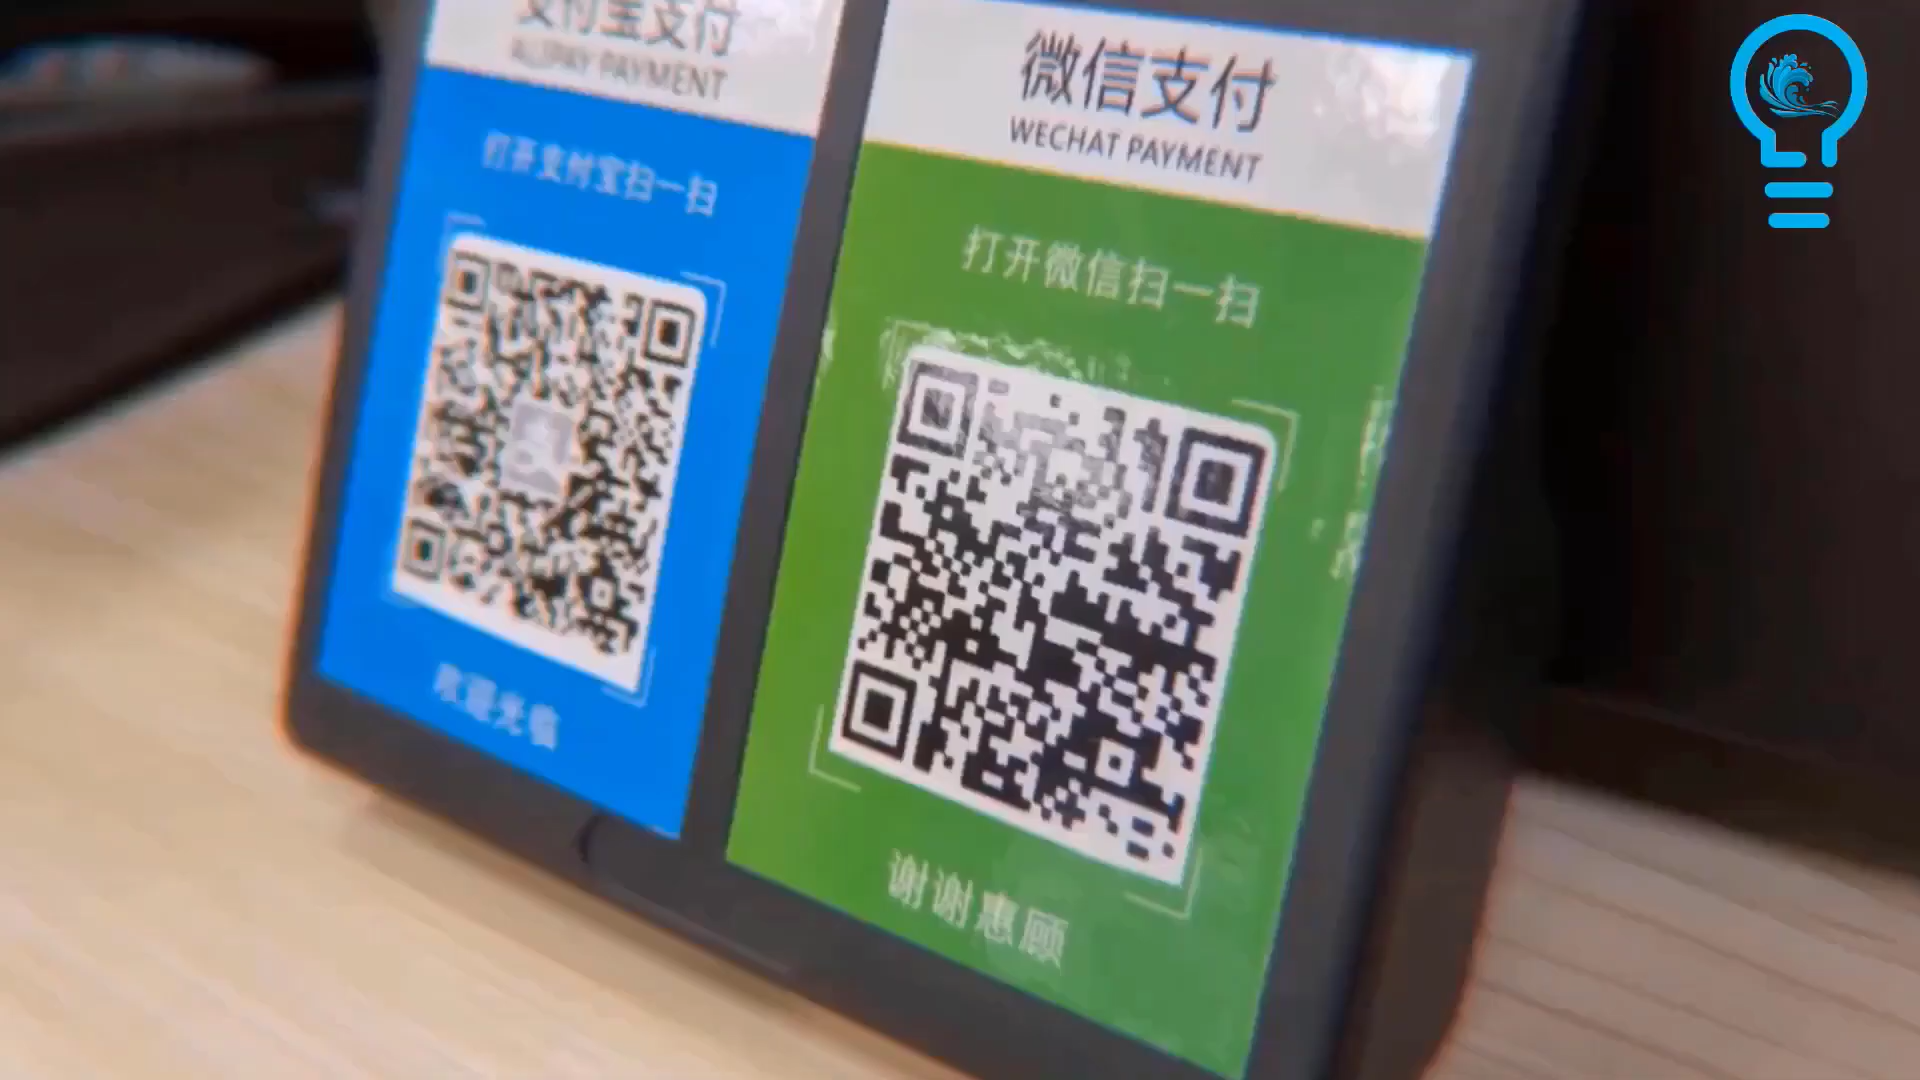 支付宝支付
ALIPAY PAYMENT
打开支付宝扫一扫
欢迎光临
微信支付
WECHAT PAYMENT
打开微信扫一扫
谢谢惠顾